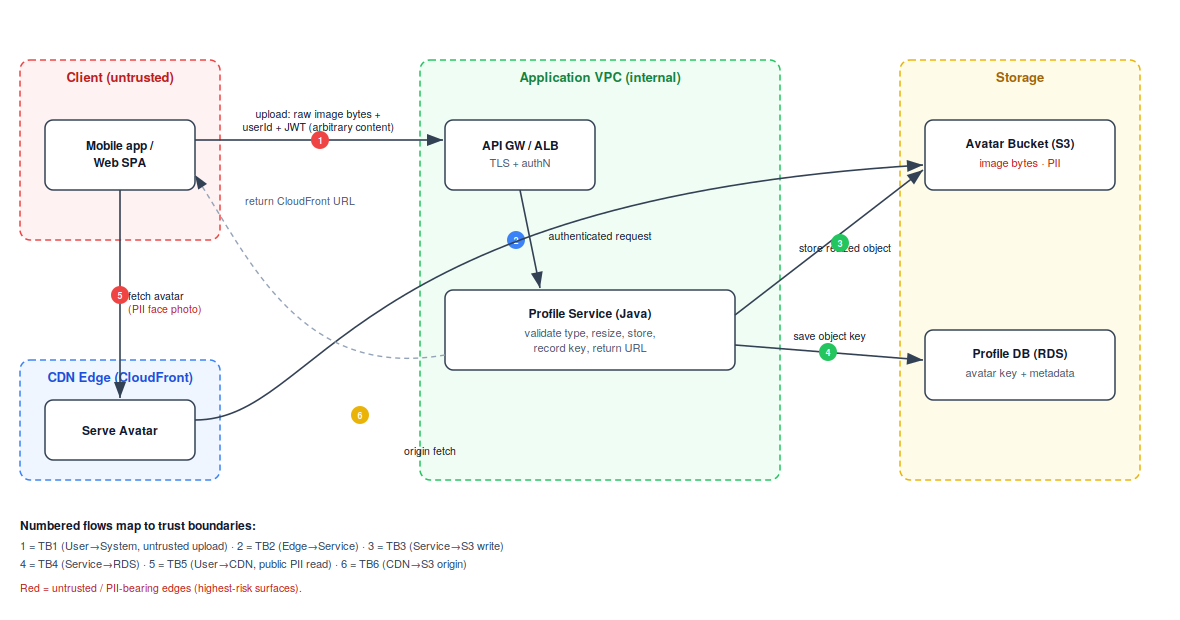 Client (untrusted)
Application VPC (internal)
Storage
upload: raw image bytes +
userId + JWT (arbitrary content)
1
Mobile app /
Web SPA
API GW / ALB
TLS + authN
Avatar Bucket (S3)
image bytes · PII
return CloudFront URL
2
authenticated request
3
store resized object
5
fetch avatar
(PII face photo)
Profile Service (Java)
validate type, resize, store,
record key, return URL
save object key
4
Profile DB (RDS)
avatar key + metadata
CDN Edge (CloudFront)
Serve Avatar
6
origin fetch
Numbered flows map to trust boundaries:
1 = TB1 (User→System, untrusted upload) · 2 = TB2 (Edge→Service) · 3 = TB3 (Service→S3 write)
4 = TB4 (Service→RDS) · 5 = TB5 (User→CDN, public PII read) · 6 = TB6 (CDN→S3 origin)
Red = untrusted / PII-bearing edges (highest-risk surfaces).